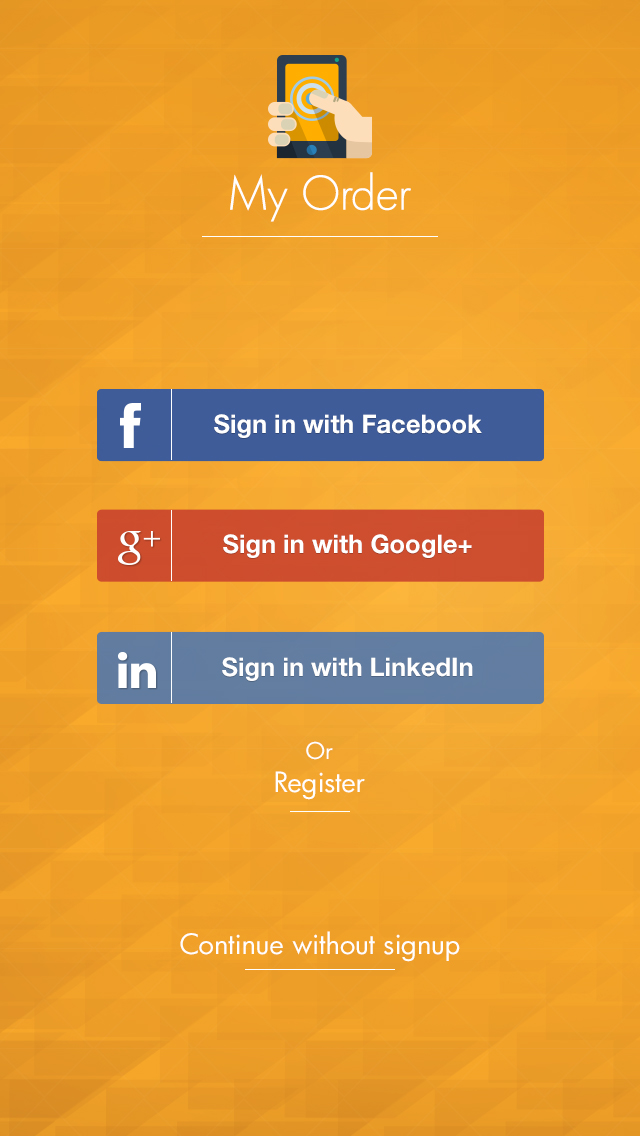 My Order
f
Sign in with Facebook
g+
Sign in with Google+
in
Sign in with LinkedIn
Or
Register
Continue without signup